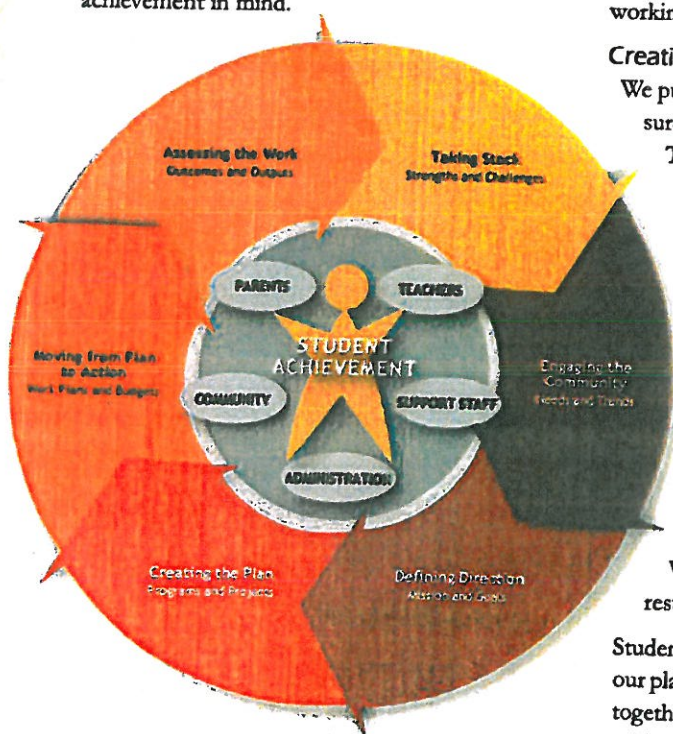 achievement in mind.
Assessing the Work
Outcomes and Outputs
Taking Stock
Strengths and Challenges
Engaging the
Community
Needs and Trends
Defining Direction
Mission and Goals
Creating the Plan
Programs and Projects
Moving from Plan
to Action
Work Plans and Budgets
PARENTS
TEACHERS
STUDENT
ACHIEVEMENT
COMMUNITY
SUPPORT STAFF
ADMINISTRATION
Creati
We pu
sur
T
Studen
our pla
togeth